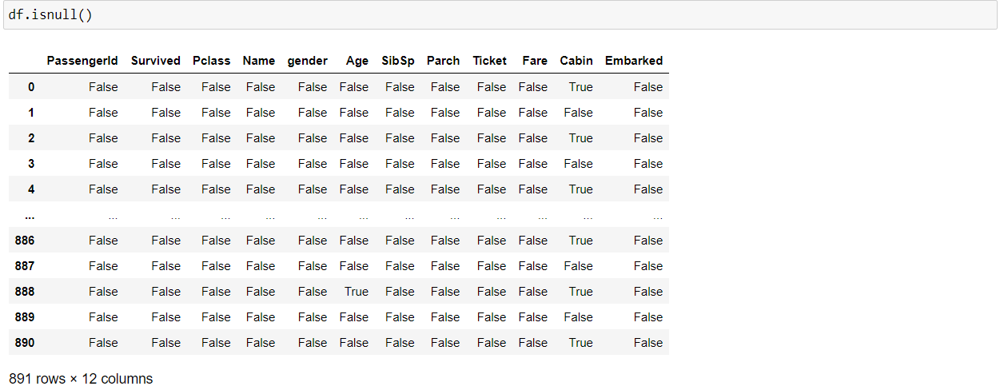 df.isnull()
PassengerId Survived Pclass Name gender Age SibSp Parch Ticket Fare Cabin Embarked
0 False False False False False False False False False False True False
1 False False False False False False False False False False False False
2 False False False False False False False False False False True False
3 False False False False False False False False False False False False
4 False False False False False False False False False False True False
... ... ... ... ... ... ... ... ... ... ... ... ...
886 False False False False False False False False False False True False
887 False False False False False False False False False False False False
888 False False False False False True False False False False True False
889 False False False False False False False False False False False False
890 False False False False False False False False False False True False
891 rows × 12 columns